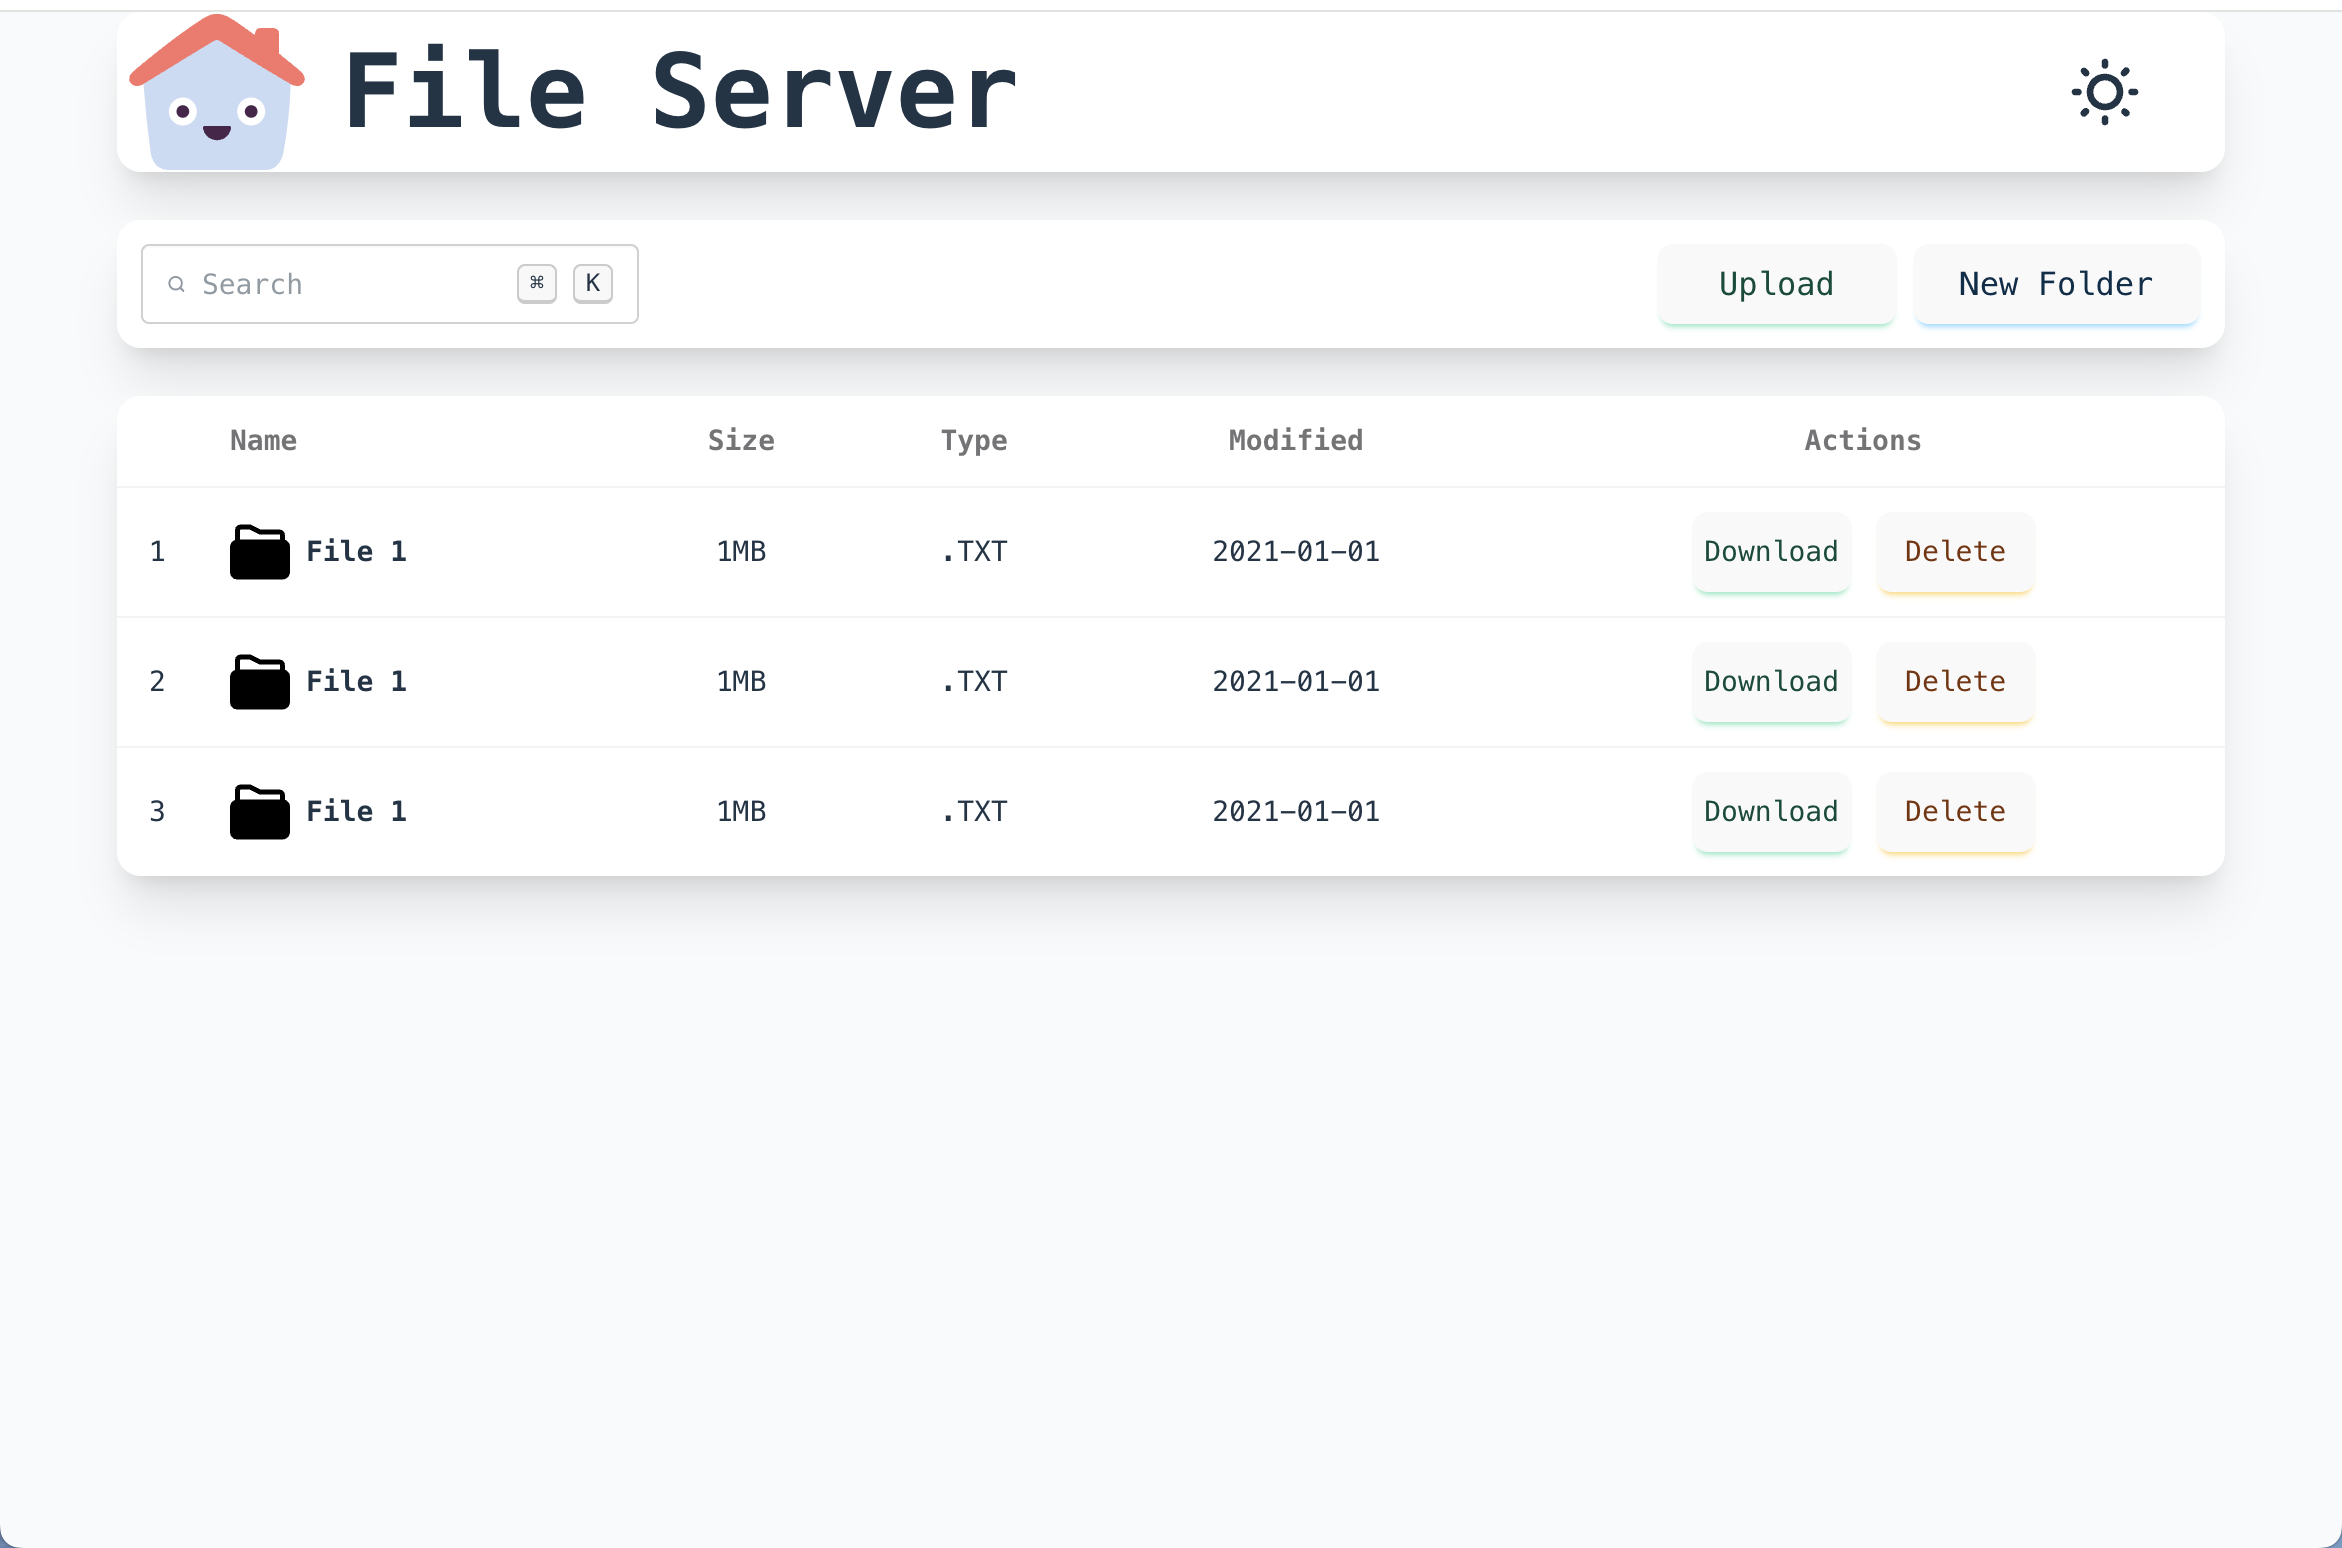 File Server
Search ⌘ K Upload New Folder
Name Size Type Modified Actions
1 File 1 1MB .TXT 2021-01-01 Download Delete
2 File 1 1MB .TXT 2021-01-01 Download Delete
3 File 1 1MB .TXT 2021-01-01 Download Delete